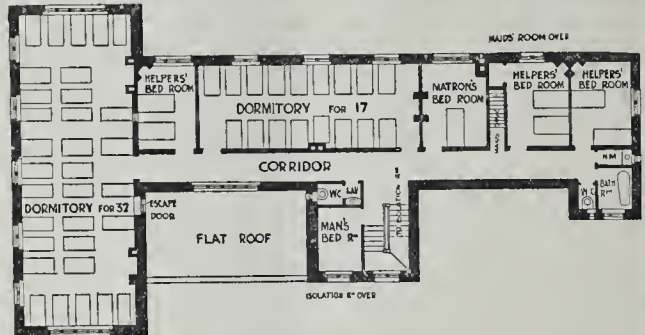 MAIDS' ROOM OVER
HELPERS'
BED ROOM
DORMITORY FOR 17
MATRON'S
BED ROOM
HELPERS'
BED ROOM
HELPERS'
BED ROOM
CORRIDOR
H M
BATH
Rm
W C
WC
LAV
DORMITORY FOR 32
ESCAPE
DOOR
FLAT ROOF
MAN'S
BED Rm
ISOLATION Rm OVER